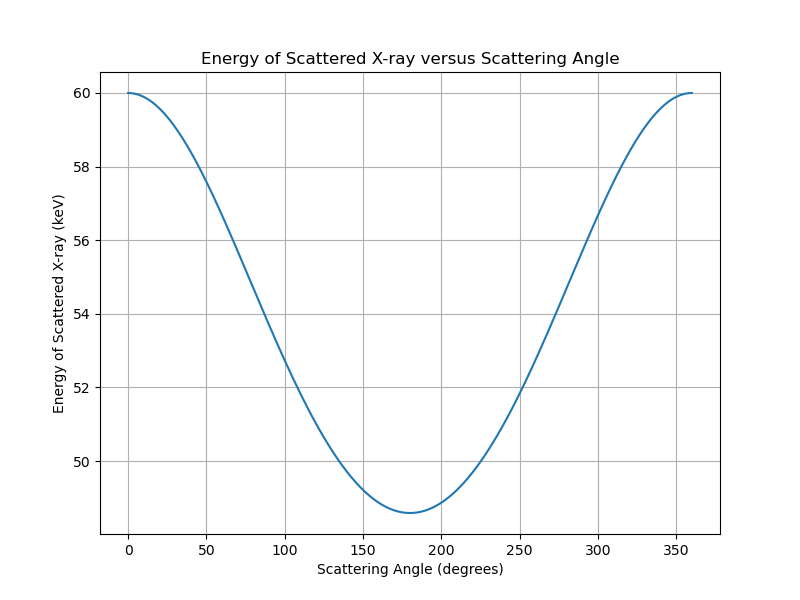 Energy of Scattered X-ray versus Scattering Angle
60
58
56
54
52
50
Energy of Scattered X-ray (keV)
0 50 100 150 200 250 300 350
Scattering Angle (degrees)